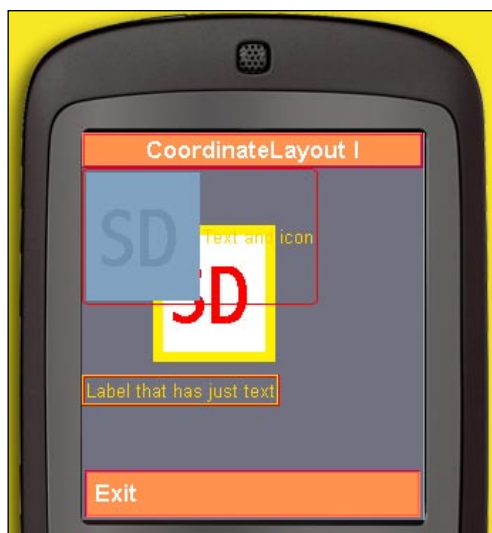 CoordinateLayout I
SD
Text and icon
SD
Label that has just text
Exit